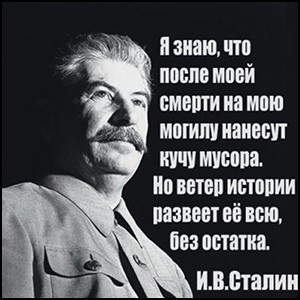 Я знаю, что
после моей
смерти на мою
могилу нанесут
кучу мусора.
Но ветер истории
развеет её всю,
без остатка.
И.В.Сталин